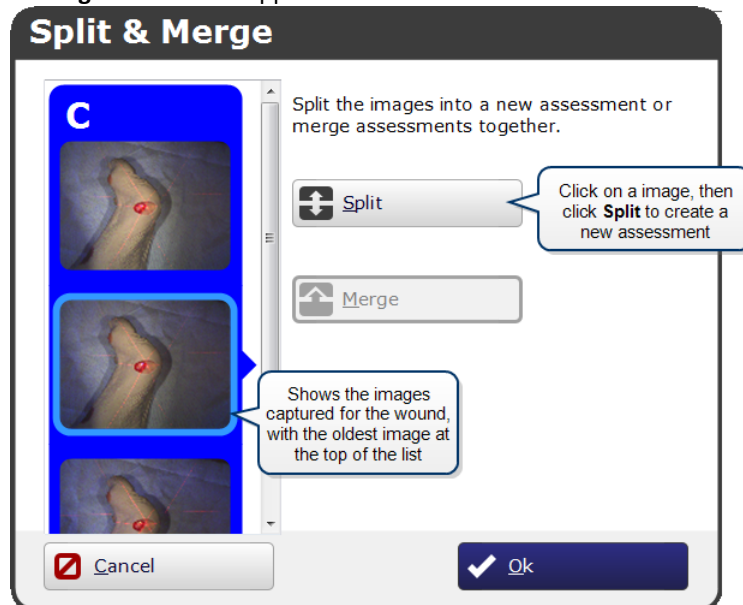 Split & Merge
C
Split the images into a new assessment or
merge assessments together.
Split
Click on a image, then
click Split to create a
new assessment
Merge
Shows the images
captured for the wound,
with the oldest image at
the top of the list
Cancel
Ok